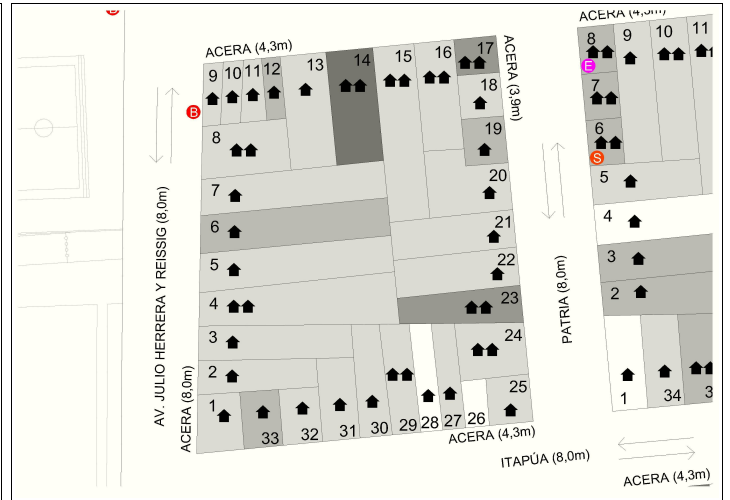 B
ACERA (4,3m)
9 10 11 12 13 14 15 16 17
B
18
8
19
ACERA (3,9m)
7
20
6
21
5
22
4
23
3
24
2
25
1
33 32 31 30 29 28 27 26
AV. JULIO HERRERA Y REISSIG (8,0m)
ACERA (8,0m)
ACERA (4,3m)
PATRIA (8,0m)
ITAPÚA (8,0m)
ACERA (4,3m)
ACERA (4,3m)
8 9 10 11
E
7
6
S
5
4
3
2
1 34